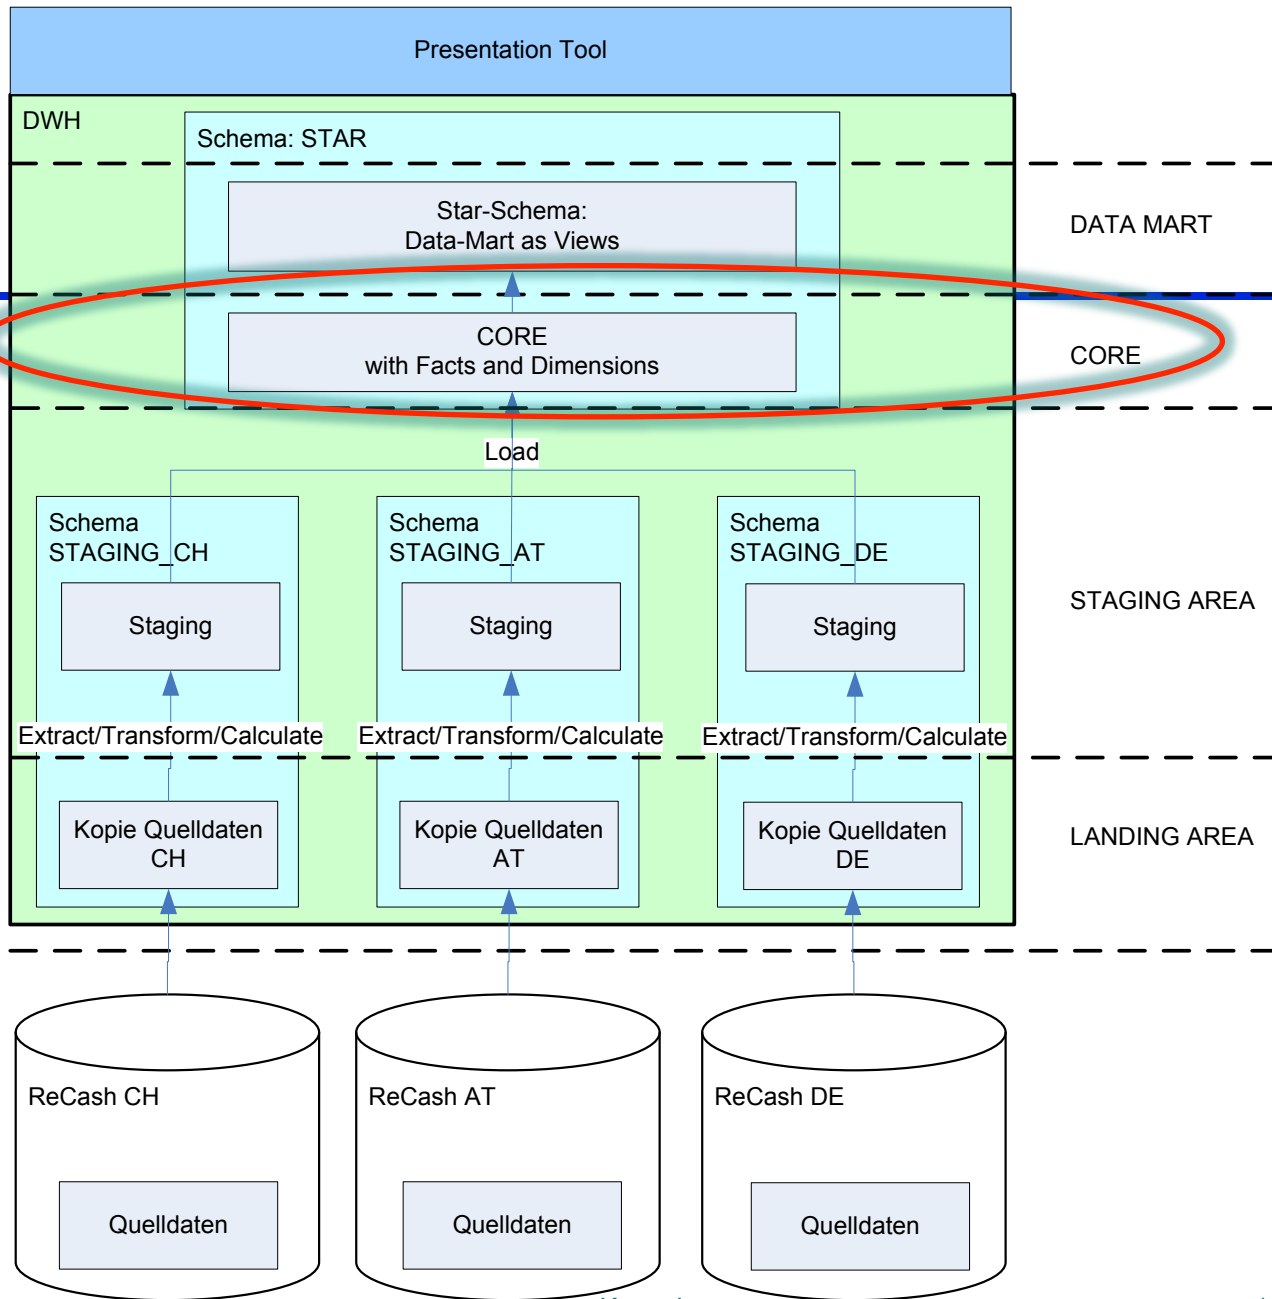 Presentation Tool
DWH
Schema: STAR
Star-Schema:
Data-Mart as Views
DATA MART
CORE
with Facts and Dimensions
CORE
Load
Schema
STAGING_CH
Schema
STAGING_AT
Schema
STAGING_DE
Staging
Staging
Staging
STAGING AREA
Extract/Transform/Calculate
Extract/Transform/Calculate
Extract/Transform/Calculate
Kopie Quelldaten
CH
Kopie Quelldaten
AT
Kopie Quelldaten
DE
LANDING AREA
ReCash CH
ReCash AT
ReCash DE
Quelldaten
Quelldaten
Quelldaten